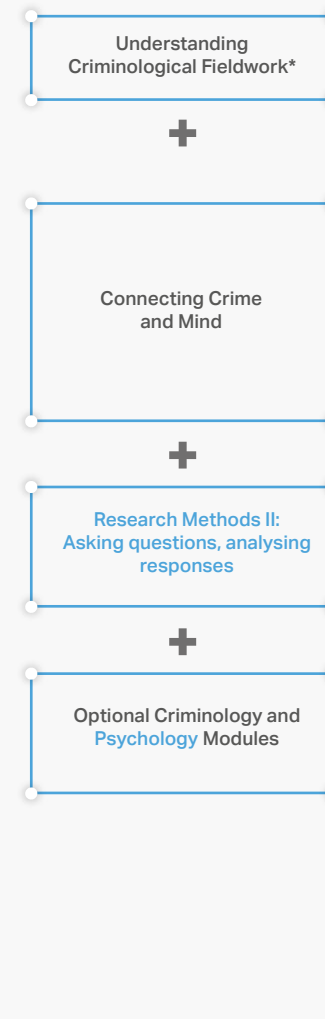 Understanding
Criminological Fieldwork*
+
Connecting Crime
and Mind
+
Research Methods II:
Asking questions, analysing
responses
+
Optional Criminology and
Psychology Modules